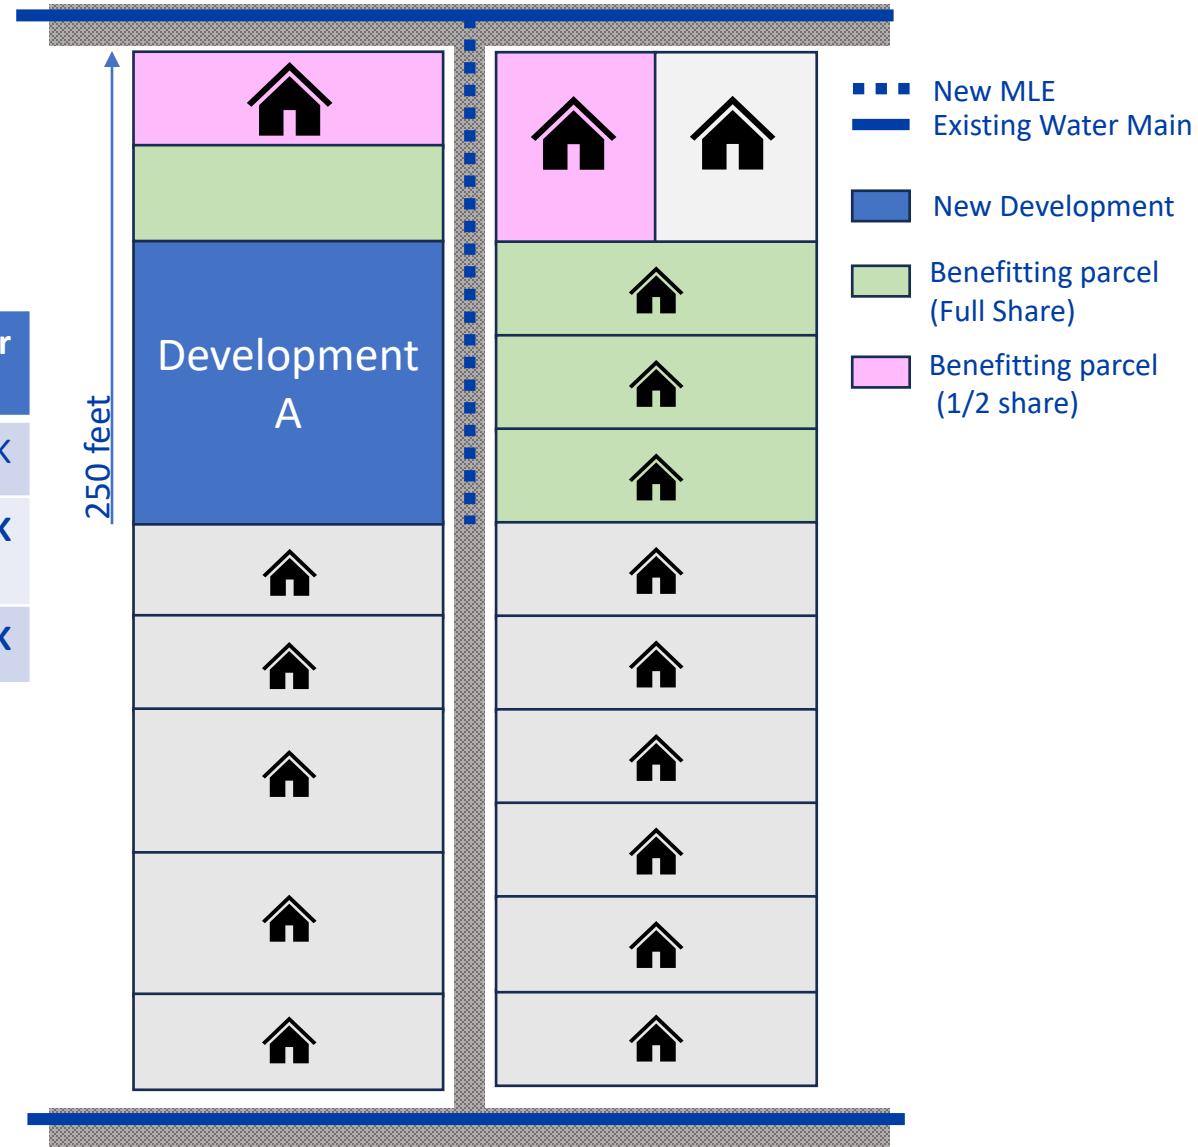 New MLE
Existing Water Main
New Development
Benefitting parcel
(Full Share)
Benefitting parcel
(1/2 share)
Development
A
250 feet
r
K
K
K